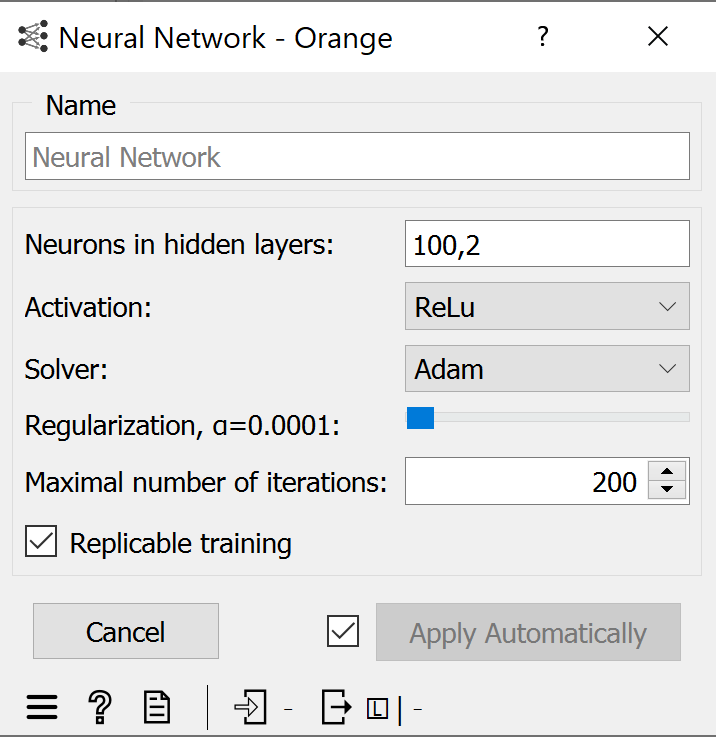 Neural Network - Orange ?
Name
Neural Network
Neurons in hidden layers: 100,2
Activation: ReLu
Solver: Adam
Regularization, α=0.0001:
Maximal number of iterations: 200
Replicable training
Cancel Apply Automatically
? - L | -